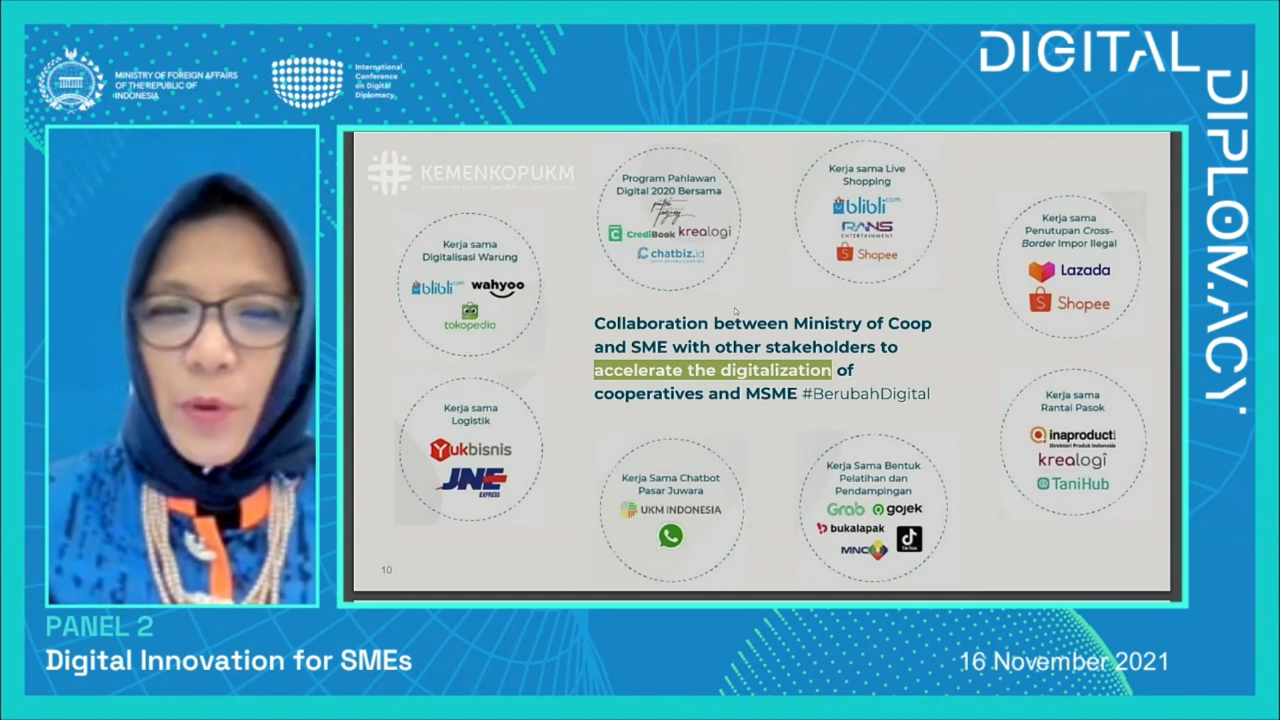 MINISTRY OF FOREIGN AFFAIRS
OF THE REPUBLIC OF
INDONESIA
International
Conference
on Digital
Diplomacy
DIGITAL
DIPLOMACY.
KEMENKOPUKM
Program Pahlawan
Digital 2020 Bersama
CrediBook krealogi
chatbiz.id
Kerja sama Live
Shopping
blibli.com
RANS
ENTERTAINMENT
Shopee
Kerja sama
Penutupan Cross-
Border Impor Ilegal
Lazada
Shopee
Kerja sama
Digitalisasi Warung
blibli.com wahyoo
tokopedia
Collaboration between Ministry of Coop
and SME with other stakeholders to
accelerate the digitalization of
cooperatives and MSME #BerubahDigital
Kerja sama
Logistik
Yukbisnis
JNE
EXPRESS
Kerja Sama Chatbot
Pasar Juwara
UKM INDONESIA
Kerja Sama Bentuk
Pelatihan dan
Pendampingan
Grab gojek
bukalapak
MNC
TikTok
Kerja sama
Rantai Pasok
inaproduct
Direktori Produk Indonesia
krealogi
TaniHub
10
PANEL 2
Digital Innovation for SMEs
16 November 2021